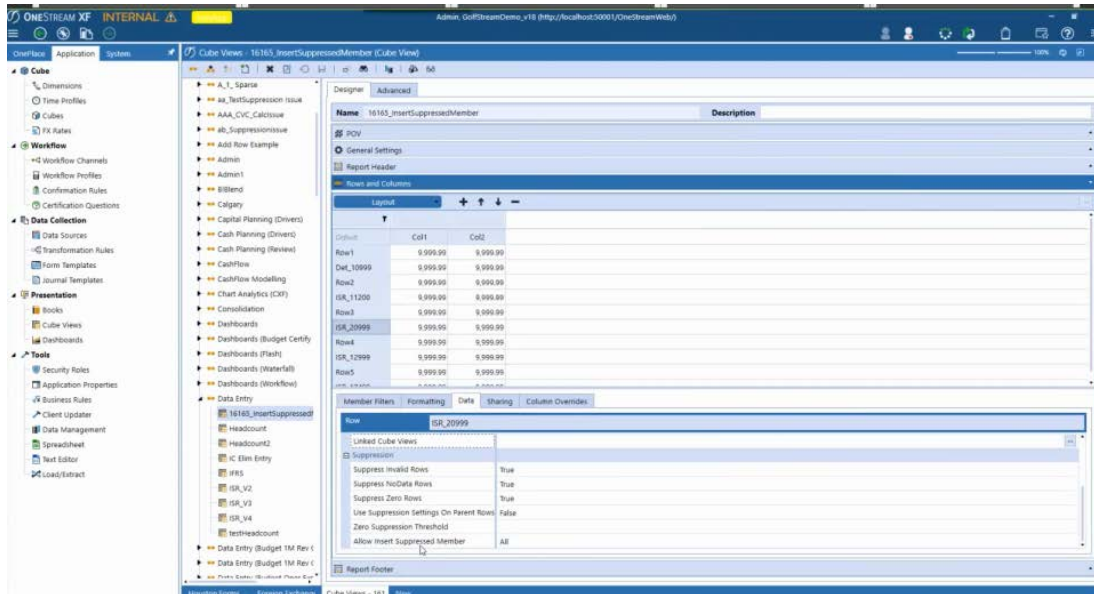 ONESTREAM XF INTERNAL
Admin, GolfStreamDemo_v18 (http://localhost:50001/OneStreamWeb/)
OnePlace Application System
Cube Views - 16165_InsertSuppressedMember (Cube View)
100%
Cube
Dimensions
Time Profiles
Cubes
FX Rates
Workflow
Workflow Channels
Workflow Profiles
Confirmation Rules
Certification Questions
Data Collection
Data Sources
Transformation Rules
Form Templates
Journal Templates
Presentation
Books
Cube Views
Dashboards
Tools
Security Roles
Application Properties
Business Rules
Client Updater
Data Management
Spreadsheet
Text Editor
Load/Extract
A_1_Sparse
aa_TestSuppression issue
AAA_CVC_Calcissue
ab_Suppressionissue
Add Row Example
Admin
Admin1
BIBlend
Calgary
Capital Planning (Drivers)
Cash Planning (Drivers)
Cash Planning (Review)
CashFlow
CashFlow Modelling
Chart Analytics (CXF)
Consolidation
Dashboards
Dashboards (Budget Certify
Dashboards (Flash)
Dashboards (Waterfall)
Dashboards (Workflow)
Data Entry
16165_InsertSuppressedM
Headcount
Headcount2
IC Elim Entry
IFRS
ISR_V2
ISR_V3
ISR_V4
testHeadcount
Data Entry (Budget 1M Rev
Data Entry (Budget 1M Rev
Designer Advanced
Name 16165_InsertSuppressedMember Description
POV
General Settings
Report Header
Rows and Columns
Layout
Default Col1 Col2
Row1 9,999.99 9,999.99
Det_10999 9,999.99 9,999.99
Row2 9,999.99 9,999.99
ISR_11200 9,999.99 9,999.99
Row3 9,999.99 9,999.99
ISR_20999 9,999.99 9,999.99
Row4 9,999.99 9,999.99
ISR_12999 9,999.99 9,999.99
Row5 9,999.99 9,999.99
Member Filters Formatting Data Sharing Column Overrides
Row ISR_20999
Linked Cube Views
Suppression
Suppress Invalid Rows True
Suppress NoData Rows True
Suppress Zero Rows True
Use Suppression Settings On Parent Rows False
Zero Suppression Threshold
Allow Insert Suppressed Member All
Report Footer
Foreign Exchange Cube Views - 161